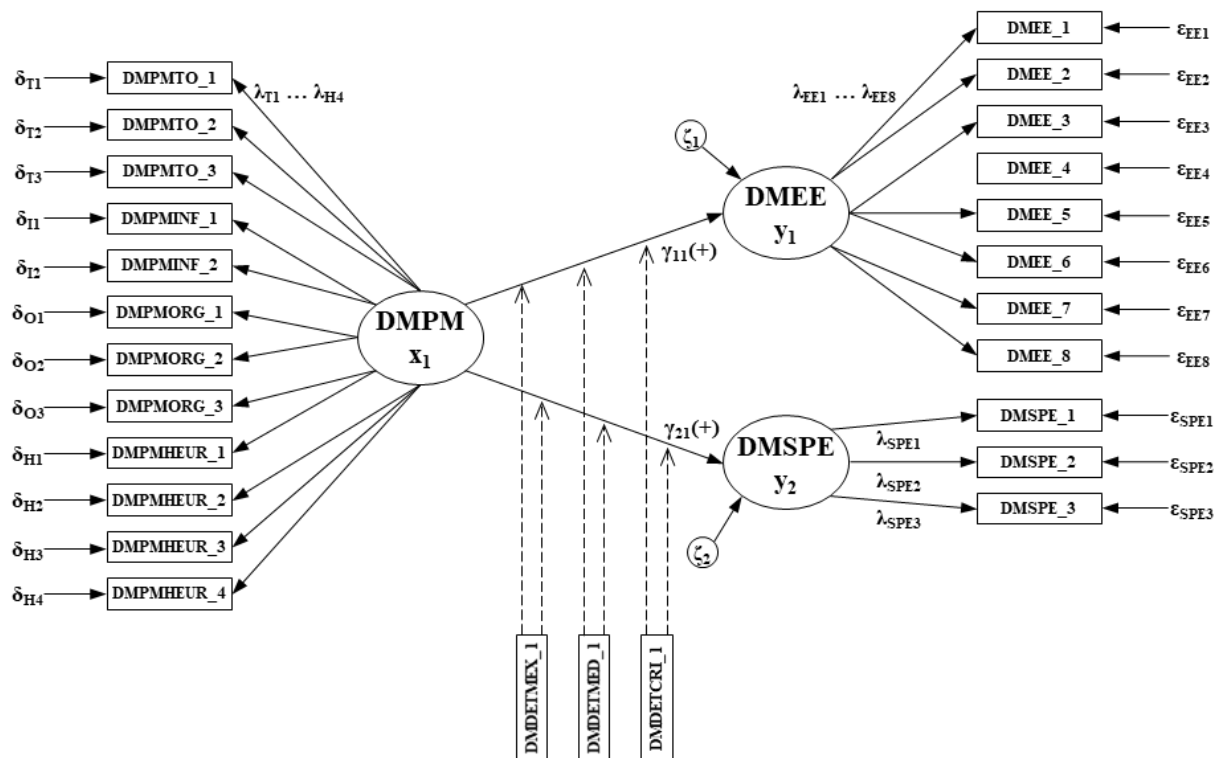 δT1
DMPMTO_1
δT2
DMPMTO_2
δT3
DMPMTO_3
δI1
DMPMINF_1
δI2
DMPMINF_2
δO1
DMPMORG_1
δO2
DMPMORG_2
δO3
DMPMORG_3
δH1
DMPMHEUR_1
δH2
DMPMHEUR_2
δH3
DMPMHEUR_3
δH4
DMPMHEUR_4
λT1 … λH4
DMPM
x1
γ11(+)
γ21(+)
DMDETMEX_1
DMDETMED_1
DMDETCRI_1
ζ1
DMEE
y1
ζ2
DMSPE
y2
λEE1 … λEE8
DMEE_1
εEE1
DMEE_2
εEE2
DMEE_3
εEE3
DMEE_4
εEE4
DMEE_5
εEE5
DMEE_6
εEE6
DMEE_7
εEE7
DMEE_8
εEE8
λSPE1
DMSPE_1
εSPE1
λSPE2
DMSPE_2
εSPE2
λSPE3
DMSPE_3
εSPE3